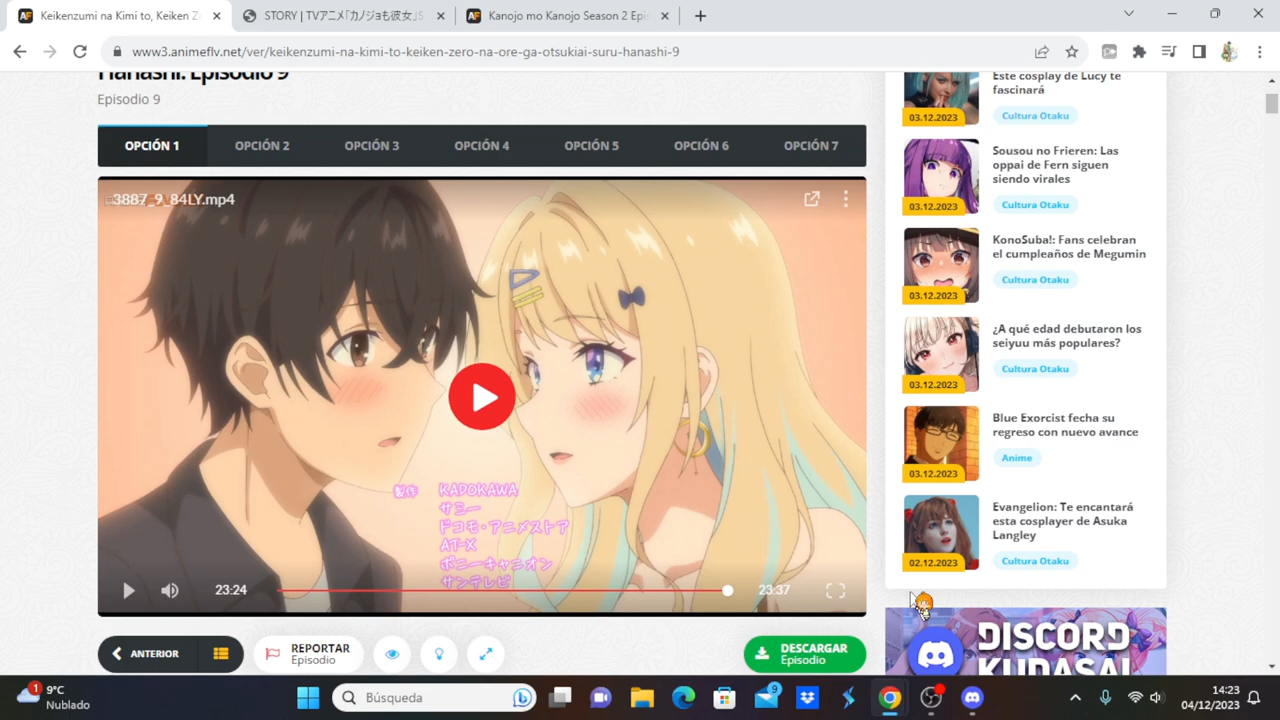 Keikenzumi na Kimi to, Keiken Ze
STORY | TVアニメ「カノジョも彼女」S
Kanojo mo Kanojo Season 2 Epi
www3.animeflv.net/ver/keikenzumi-na-kimi-to-keiken-zero-na-ore-ga-otsukiai-suru-hanashi-9
Hanashi: Episodio 9
Episodio 9
OPCIÓN 1
OPCIÓN 2
OPCIÓN 3
OPCIÓN 4
OPCIÓN 5
OPCIÓN 6
OPCIÓN 7
3887_9_84LY.mp4
製作
KADOKAWA
サミー
ドコモ・アニメストア
AT-X
ポニーキャニオン
サンテレビ
23:24
23:37
ANTERIOR
REPORTAR
Episodio
DESCARGAR
Episodio
Este cosplay de Lucy te
fascinará
Cultura Otaku
03.12.2023
Sousou no Frieren: Las
oppai de Fern siguen
siendo virales
Cultura Otaku
03.12.2023
KonoSuba!: Fans celebran
el cumpleaños de Megumin
Cultura Otaku
03.12.2023
¿A qué edad debutaron los
seiyuu más populares?
Cultura Otaku
03.12.2023
Blue Exorcist fecha su
regreso con nuevo avance
Anime
03.12.2023
Evangelion: Te encantará
esta cosplayer de Asuka
Langley
Cultura Otaku
02.12.2023
DISCORD
KUDASAI
1
9°C
Nublado
Búsqueda
9
14:23
04/12/2023